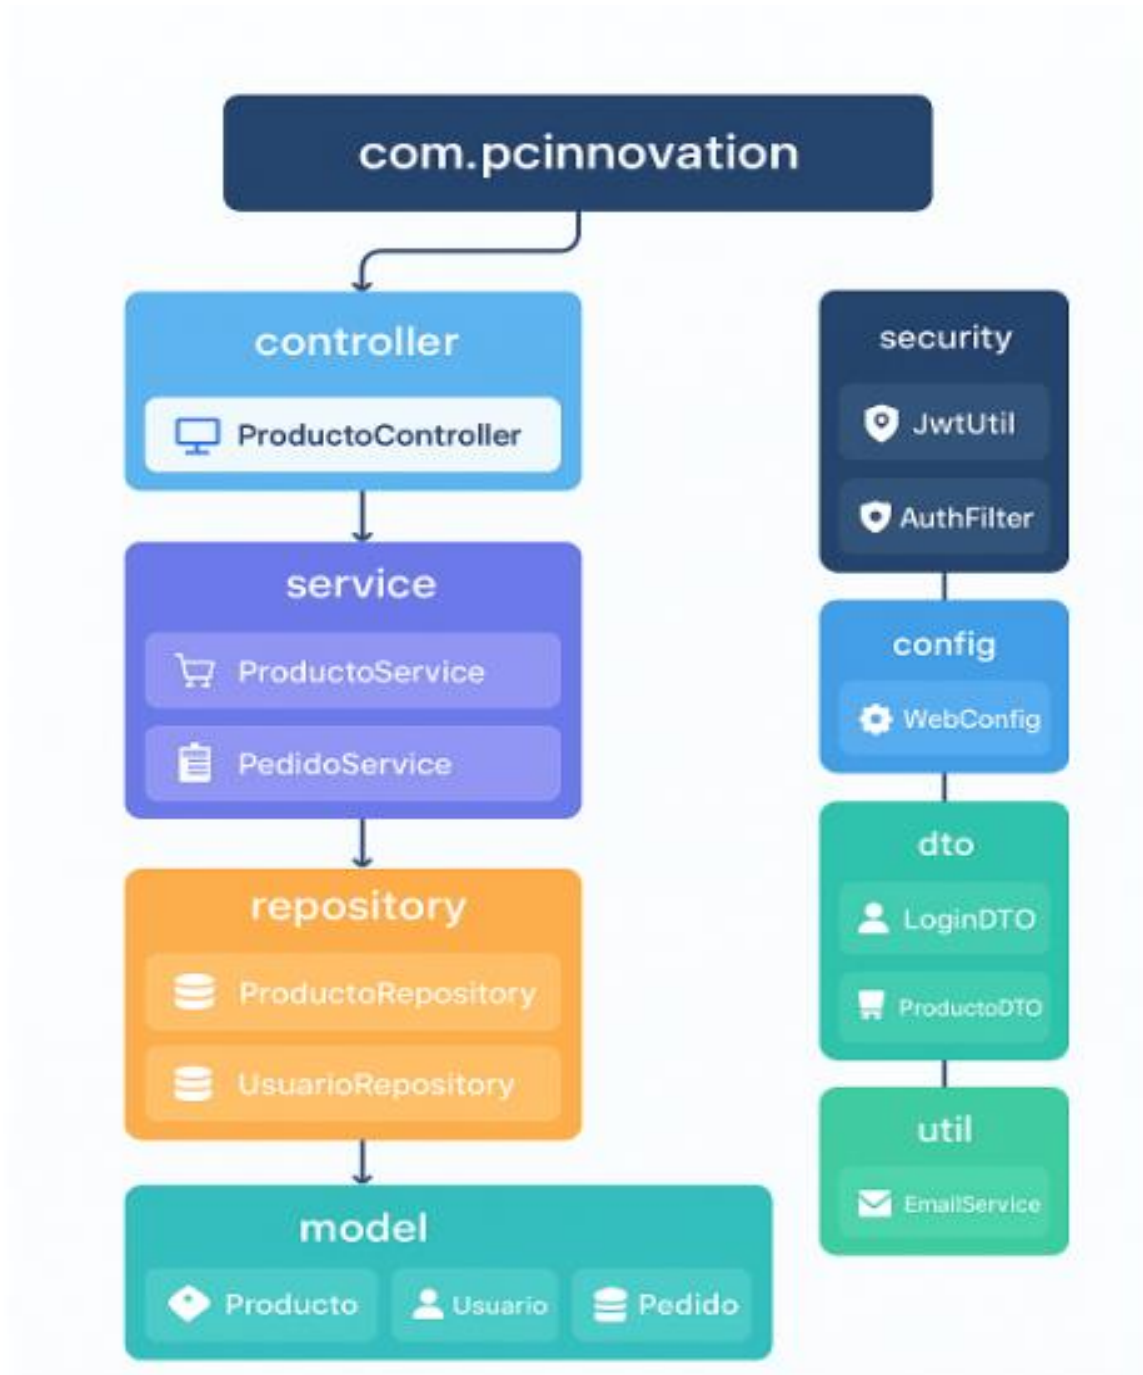 com.pcinnovation
controller
ProductoController
service
ProductoService
PedidoService
repository
ProductoRepository
UsuarioRepository
model
Producto
Usuario
Pedido
security
JwtUtil
AuthFilter
config
WebConfig
dto
LoginDTO
ProductoDTO
util
EmailService